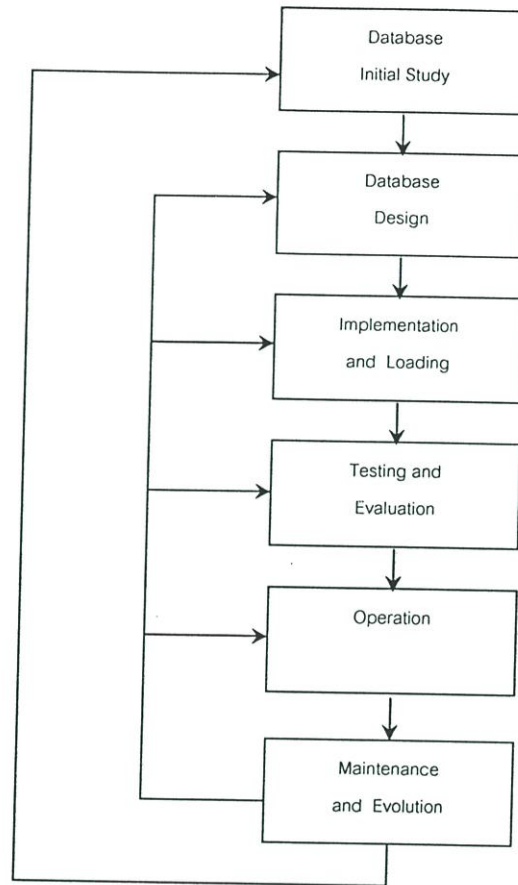 Database
Initial Study
Database
Design
Implementation
and Loading
Testing and
Evaluation
Operation
Maintenance
and Evolution